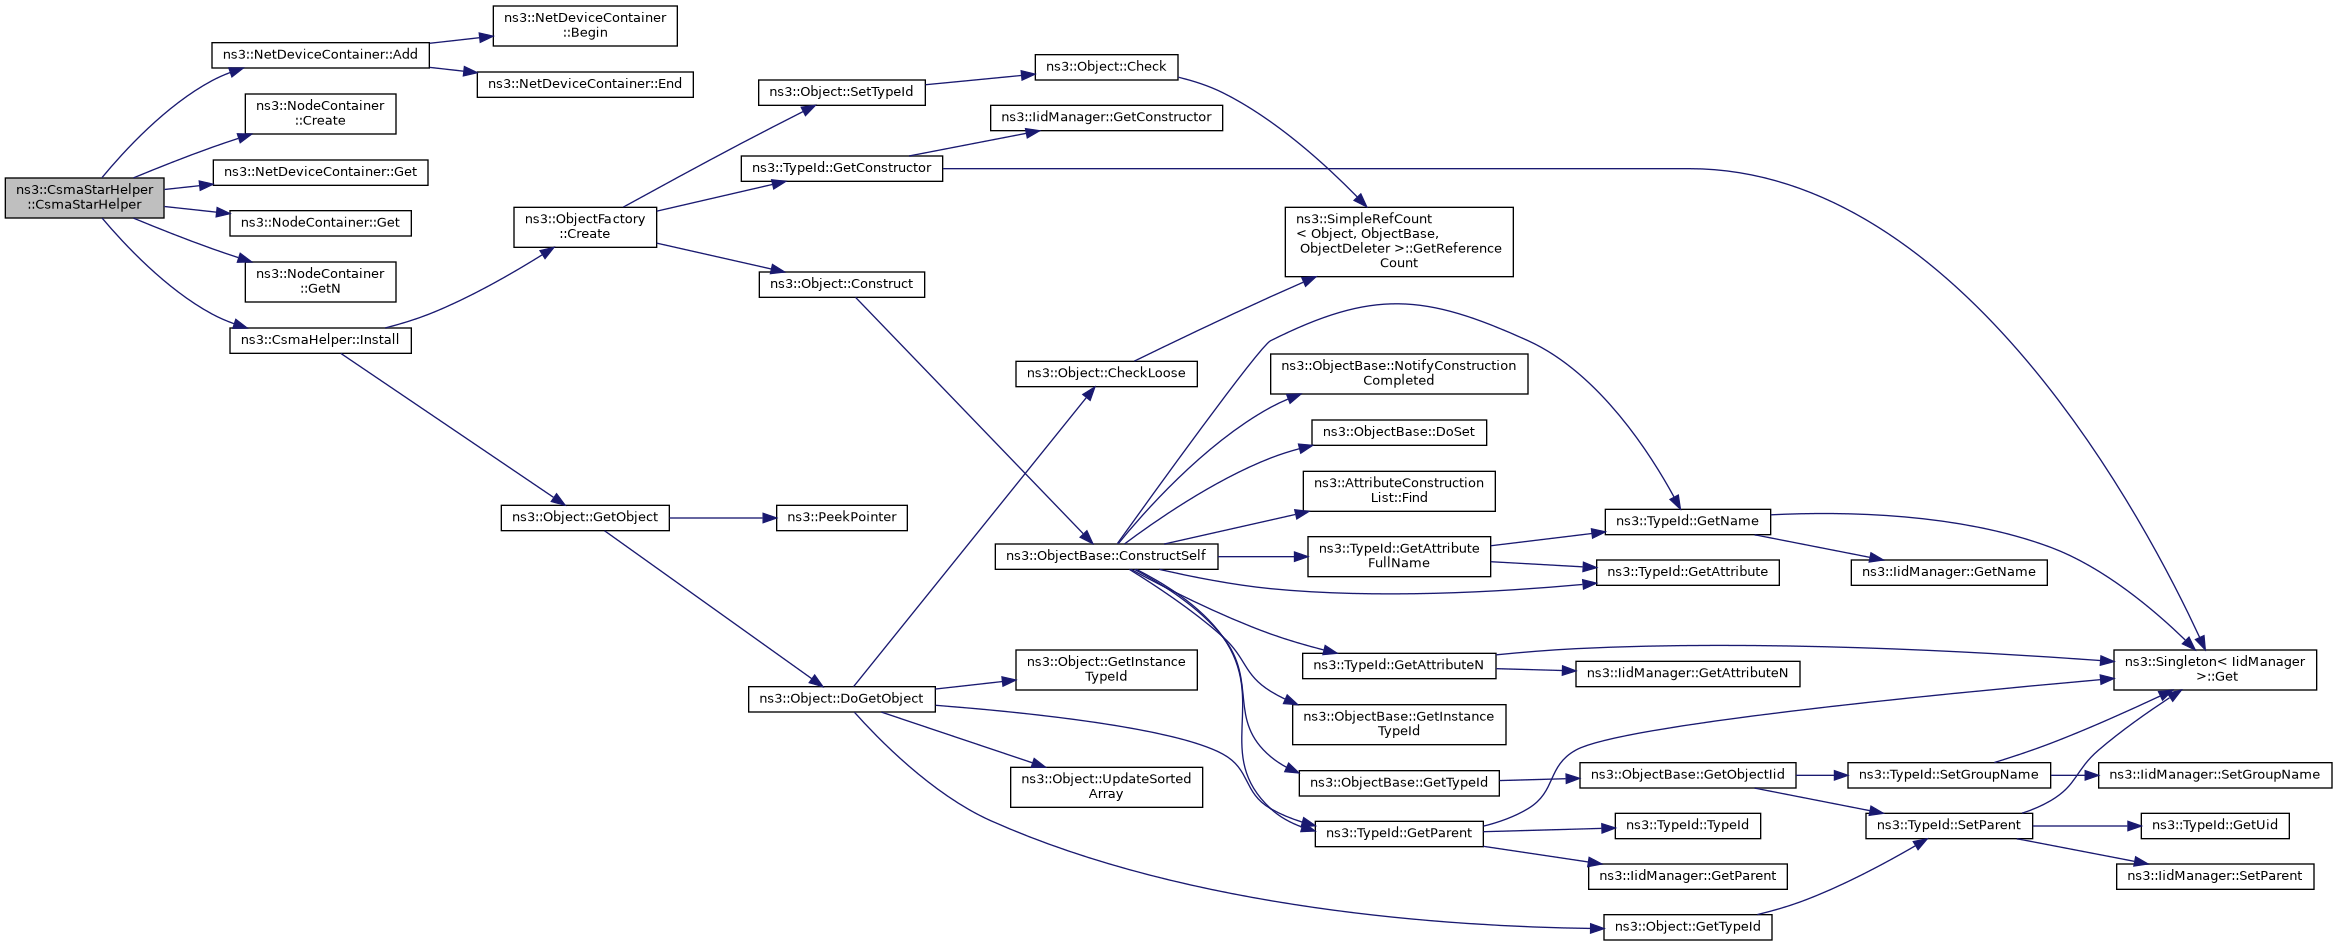 ns3::CsmaStarHelper
::CsmaStarHelper
ns3::NetDeviceContainer::Add
ns3::NetDeviceContainer
::Begin
ns3::NetDeviceContainer::End
ns3::NodeContainer
::Create
ns3::NetDeviceContainer::Get
ns3::NodeContainer::Get
ns3::NodeContainer
::GetN
ns3::CsmaHelper::Install
ns3::ObjectFactory
::Create
ns3::Object::SetTypeId
ns3::Object::Check
ns3::IidManager::GetConstructor
ns3::TypeId::GetConstructor
ns3::Object::Construct
ns3::SimpleRefCount
< Object, ObjectBase,
ObjectDeleter >::GetReference
Count
ns3::Object::CheckLoose
ns3::ObjectBase::NotifyConstruction
Completed
ns3::ObjectBase::DoSet
ns3::AttributeConstruction
List::Find
ns3::Object::GetObject
ns3::PeekPointer
ns3::ObjectBase::ConstructSelf
ns3::TypeId::GetAttribute
FullName
ns3::TypeId::GetName
ns3::IidManager::GetName
ns3::TypeId::GetAttribute
ns3::TypeId::GetAttributeN
ns3::IidManager::GetAttributeN
ns3::Singleton< IidManager
>::Get
ns3::Object::DoGetObject
ns3::Object::GetInstance
TypeId
ns3::ObjectBase::GetInstance
TypeId
ns3::Object::UpdateSorted
Array
ns3::ObjectBase::GetTypeId
ns3::ObjectBase::GetObjectIid
ns3::TypeId::SetGroupName
ns3::IidManager::SetGroupName
ns3::TypeId::GetParent
ns3::TypeId::TypeId
ns3::TypeId::SetParent
ns3::TypeId::GetUid
ns3::IidManager::GetParent
ns3::IidManager::SetParent
ns3::Object::GetTypeId